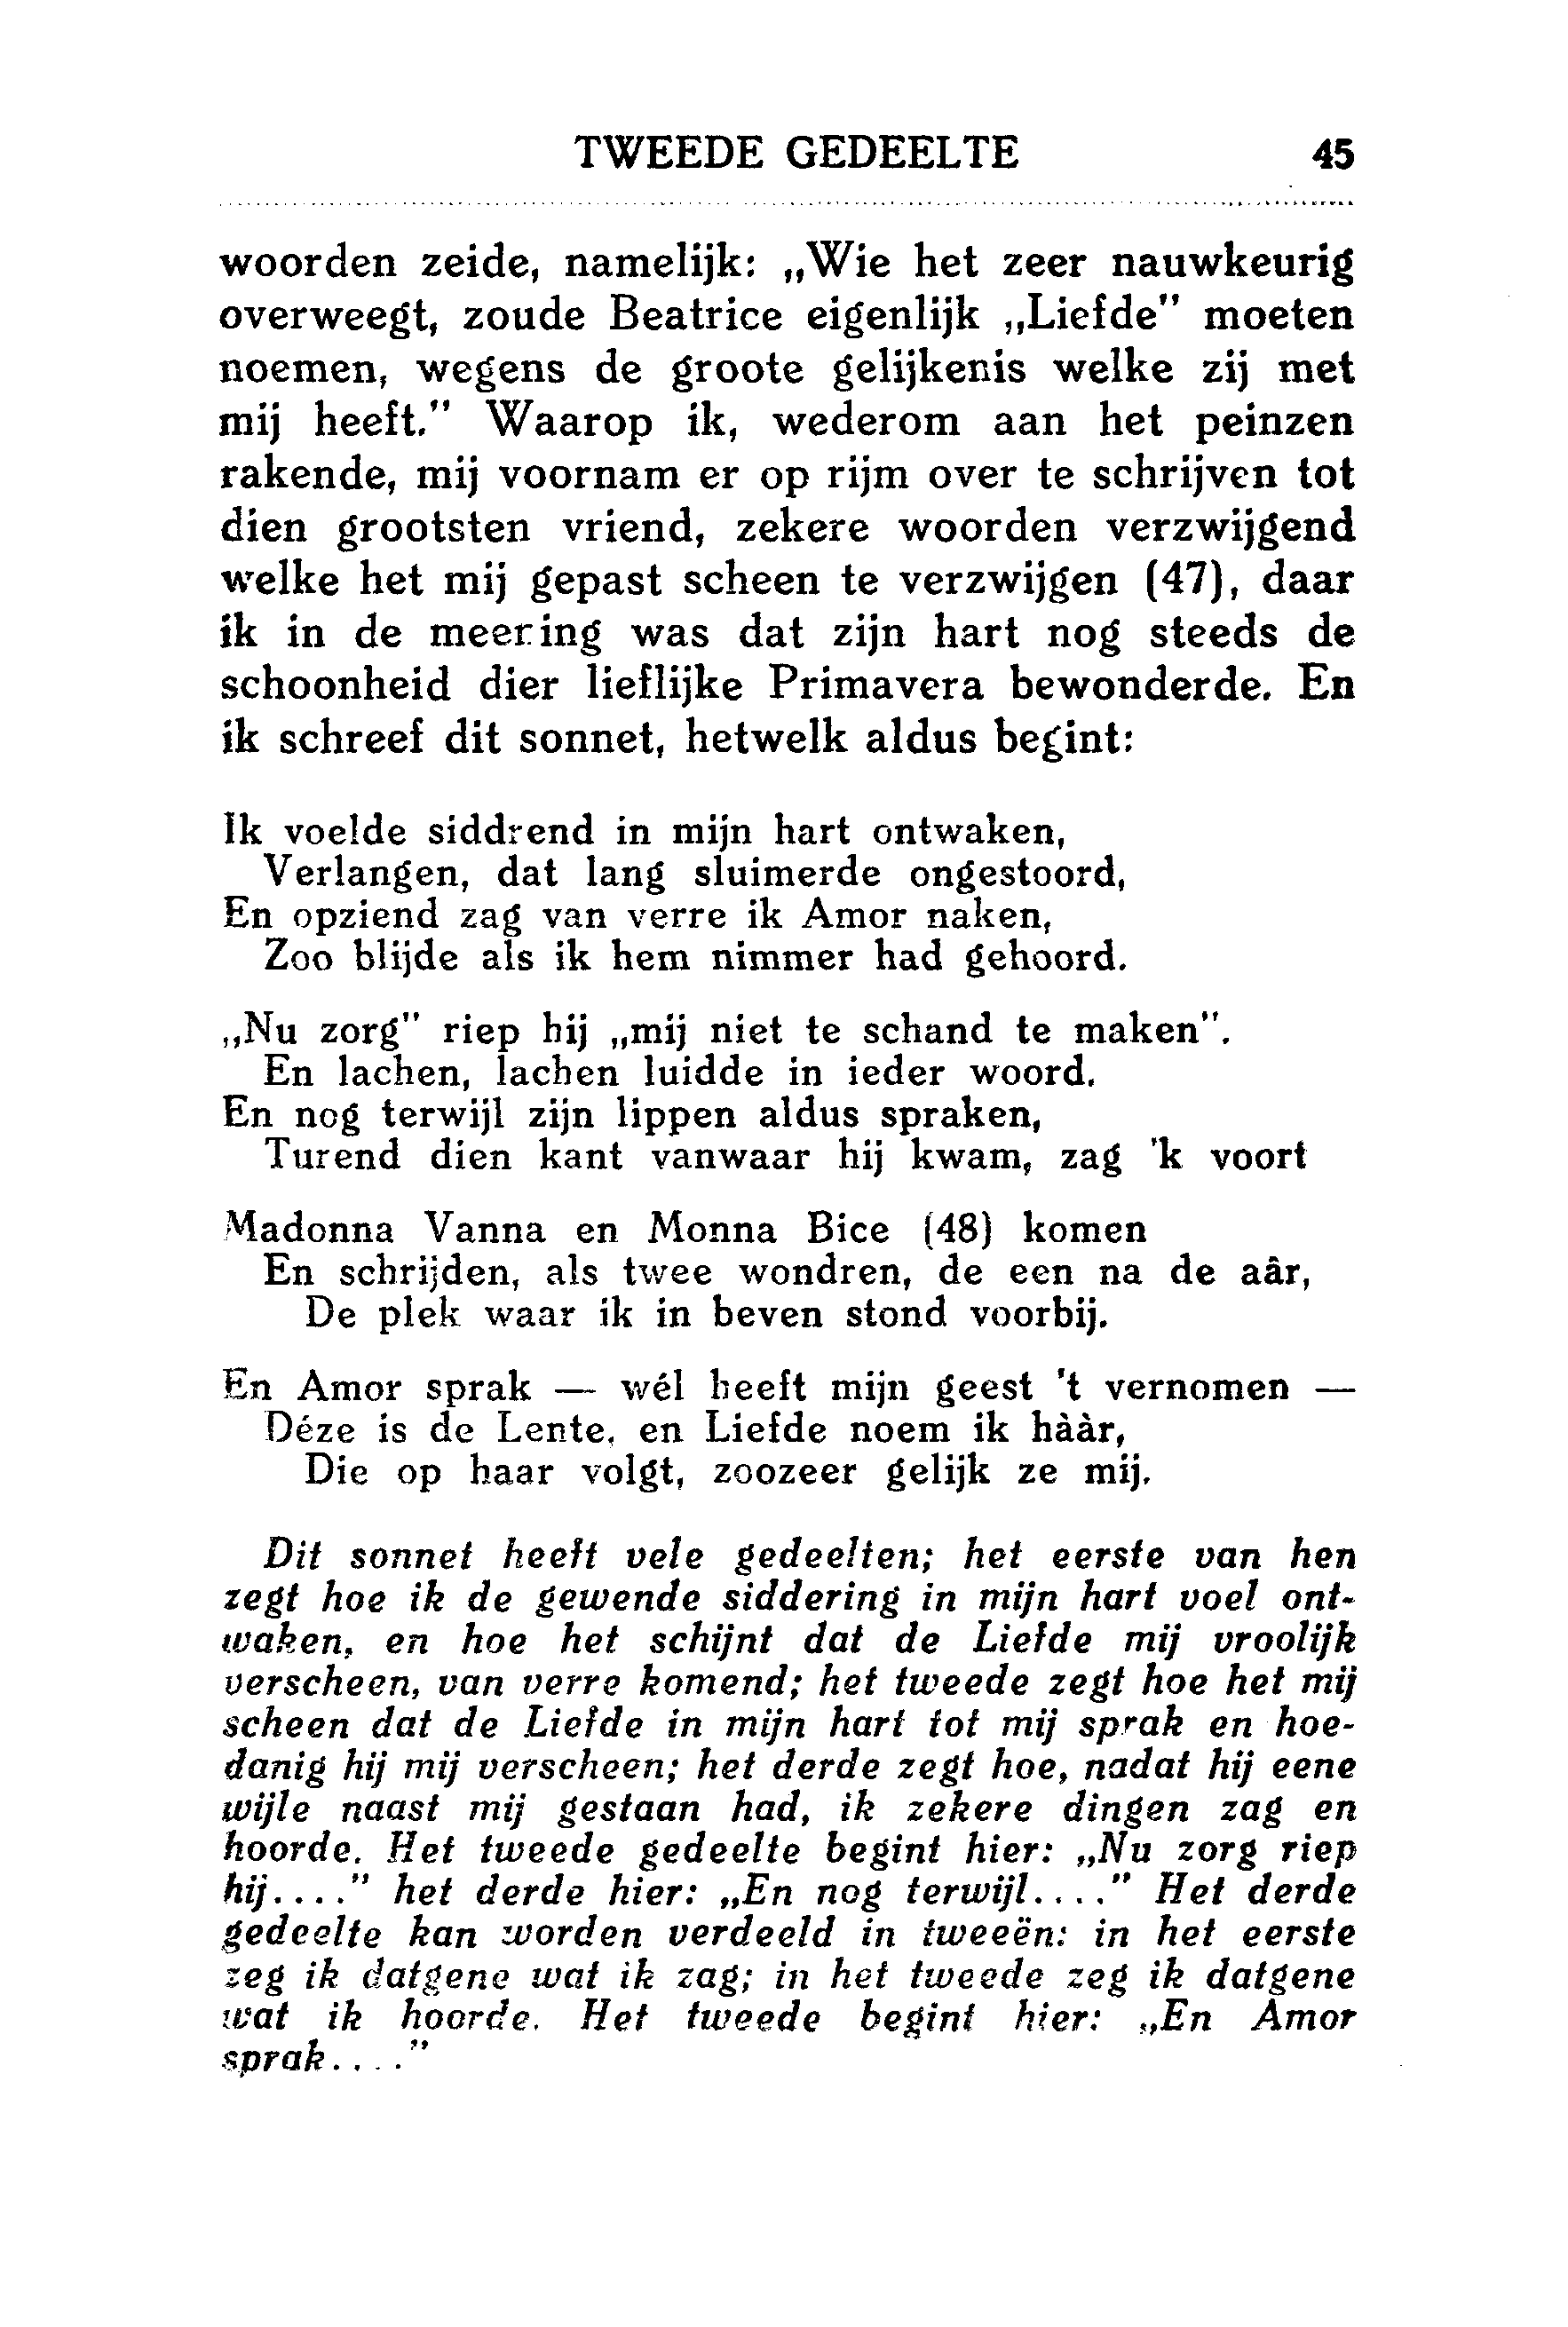 TWEEDE GEDEELTE 45
woorden zeide, namelijk: „Wie het zeer nauwkeurig
overweegt, zoude Beatrice eigenlijk „Liefde" moeten
noemen, wegens de groote gelijkenis welke zij met
mij heeft." Waarop ik, wederom aan het peinzen
rakende, mij voornam er op rijm over te schrijven tot
dien grootsten vriend, zekere woorden verzwijgend
welke het mij gepast scheen te verzwijgen (47), daar
ik in de meening was dat zijn hart nog steeds de
schoonheid dier lieflijke Primavera bewonderde. En
ik schreef dit sonnet, hetwelk aldus begint:
Ik voelde siddrend in mijn hart ontwaken,
Verlangen, dat lang sluimerde ongestoord,
En opziend zag van verre ik Amor naken,
Zoo blijde als ik hem nimmer had gehoord.
„Nu zorg" riep hij „mij niet te schand te maken".
En lachen, lachen luidde in ieder woord.
En nog terwijl zijn lippen aldus spraken,
Turend dien kant vanwaar hij kwam, zag 'k voort
Madonna Vanna en Monna Bice (48) komen
En schrijden, als twee wondren, de een na de aâr,
De plek waar ik in beven stond voorbij.
En Amor sprak — wél heeft mijn geest 't vernomen —
Déze is de Lente, en Liefde noem ik hààr,
Die op haar volgt, zoozeer gelijk ze mij.
Dit sonnet heeft vele gedeelten; het eerste van hen
zegt hoe ik de gewende siddering in mijn hart voel ont-
waken, en hoe het schijnt dat de Liefde mij vroolijk
verscheen, van verre komend; het tweede zegt hoe het mij
scheen dat de Liefde in mijn hart tot mij sprak en hoe-
danig hij mij verscheen; het derde zegt hoe, nadat hij eene
wijle naast mij gestaan had, ik zekere dingen zag en
hoorde. Het tweede gedeelte begint hier: „Nu zorg riep
hij...." het derde hier: „En nog terwijl...." Het derde
gedeelte kan worden verdeeld in tweeën: in het eerste
zeg ik datgene wat ik zag; in het tweede zeg ik datgene
wat ik hoorde. Het tweede begint hier: „En Amor
sprak...."